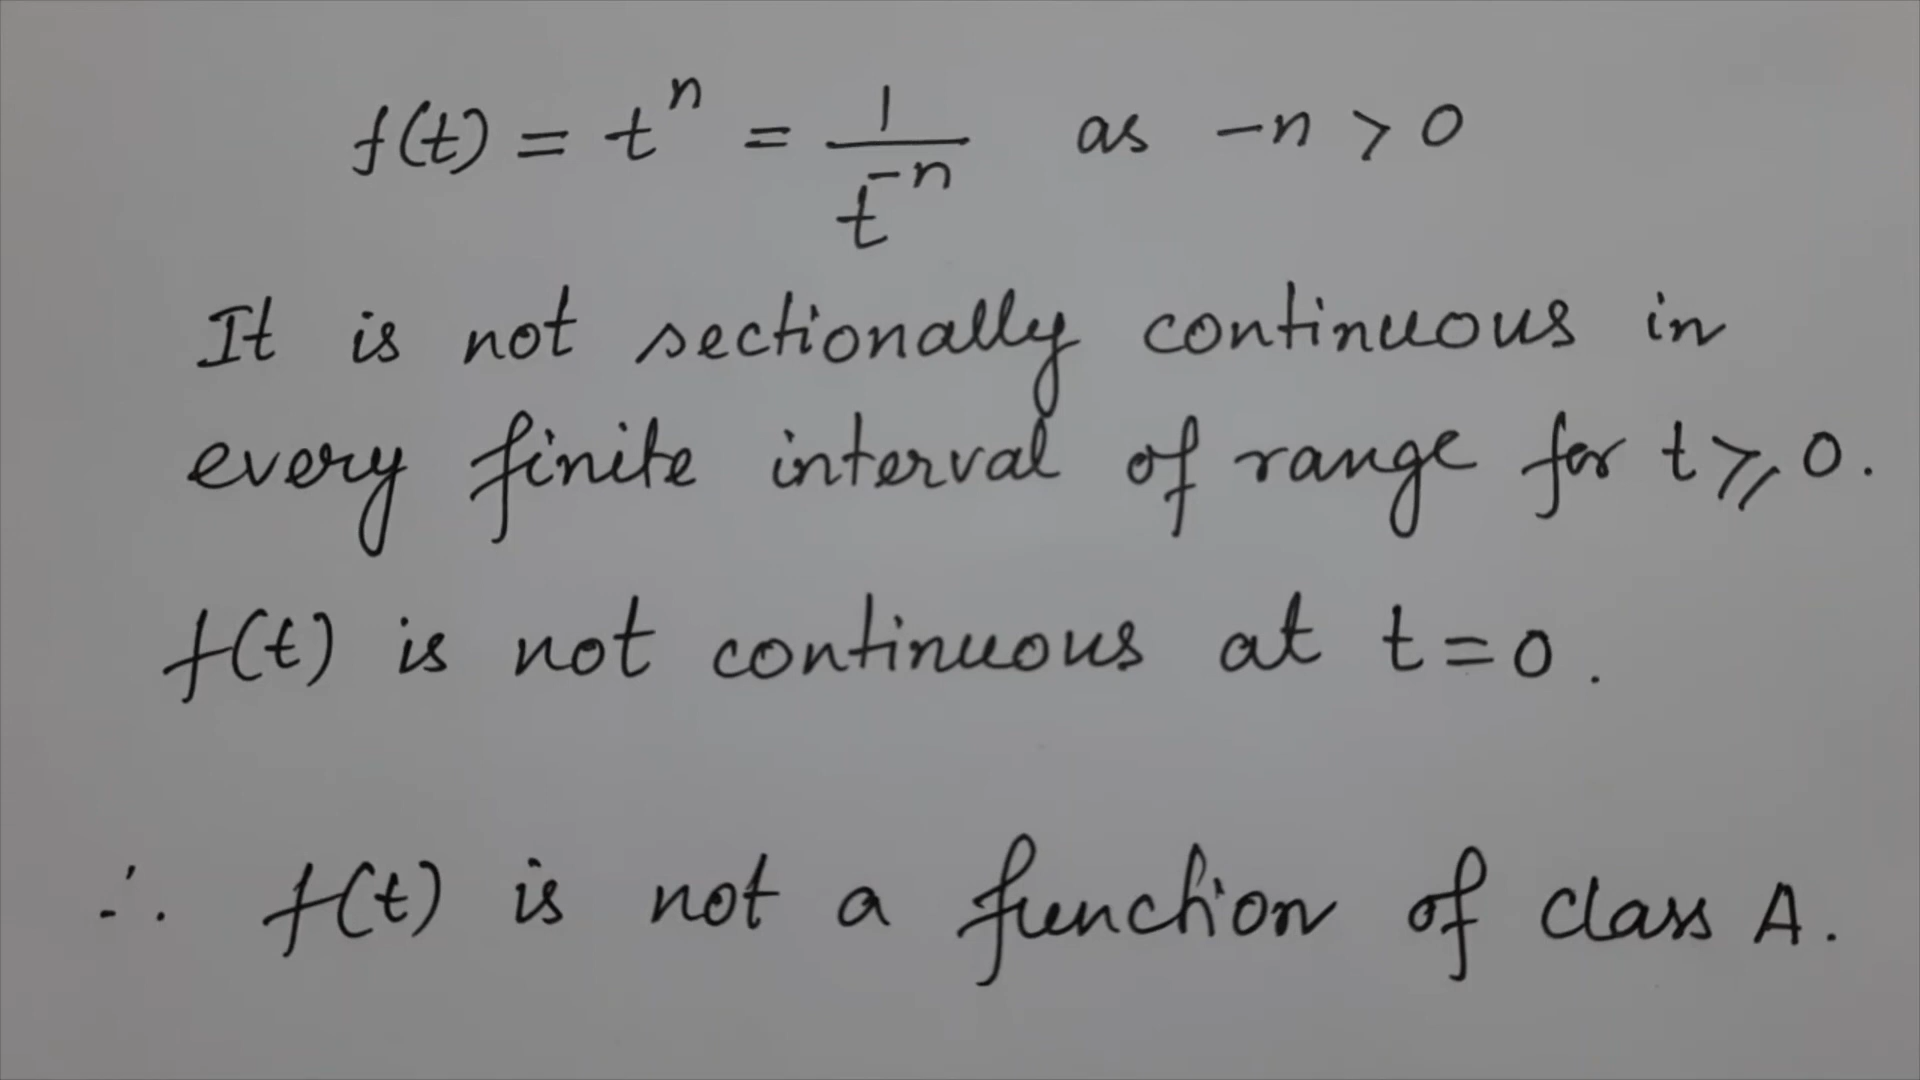 f(t) = t^n = 1/t^-n as -n > 0
It is not sectionally continuous in
every finite interval of range for t ⩾ 0.
f(t) is not continuous at t = 0.
∴ f(t) is not a function of class A.